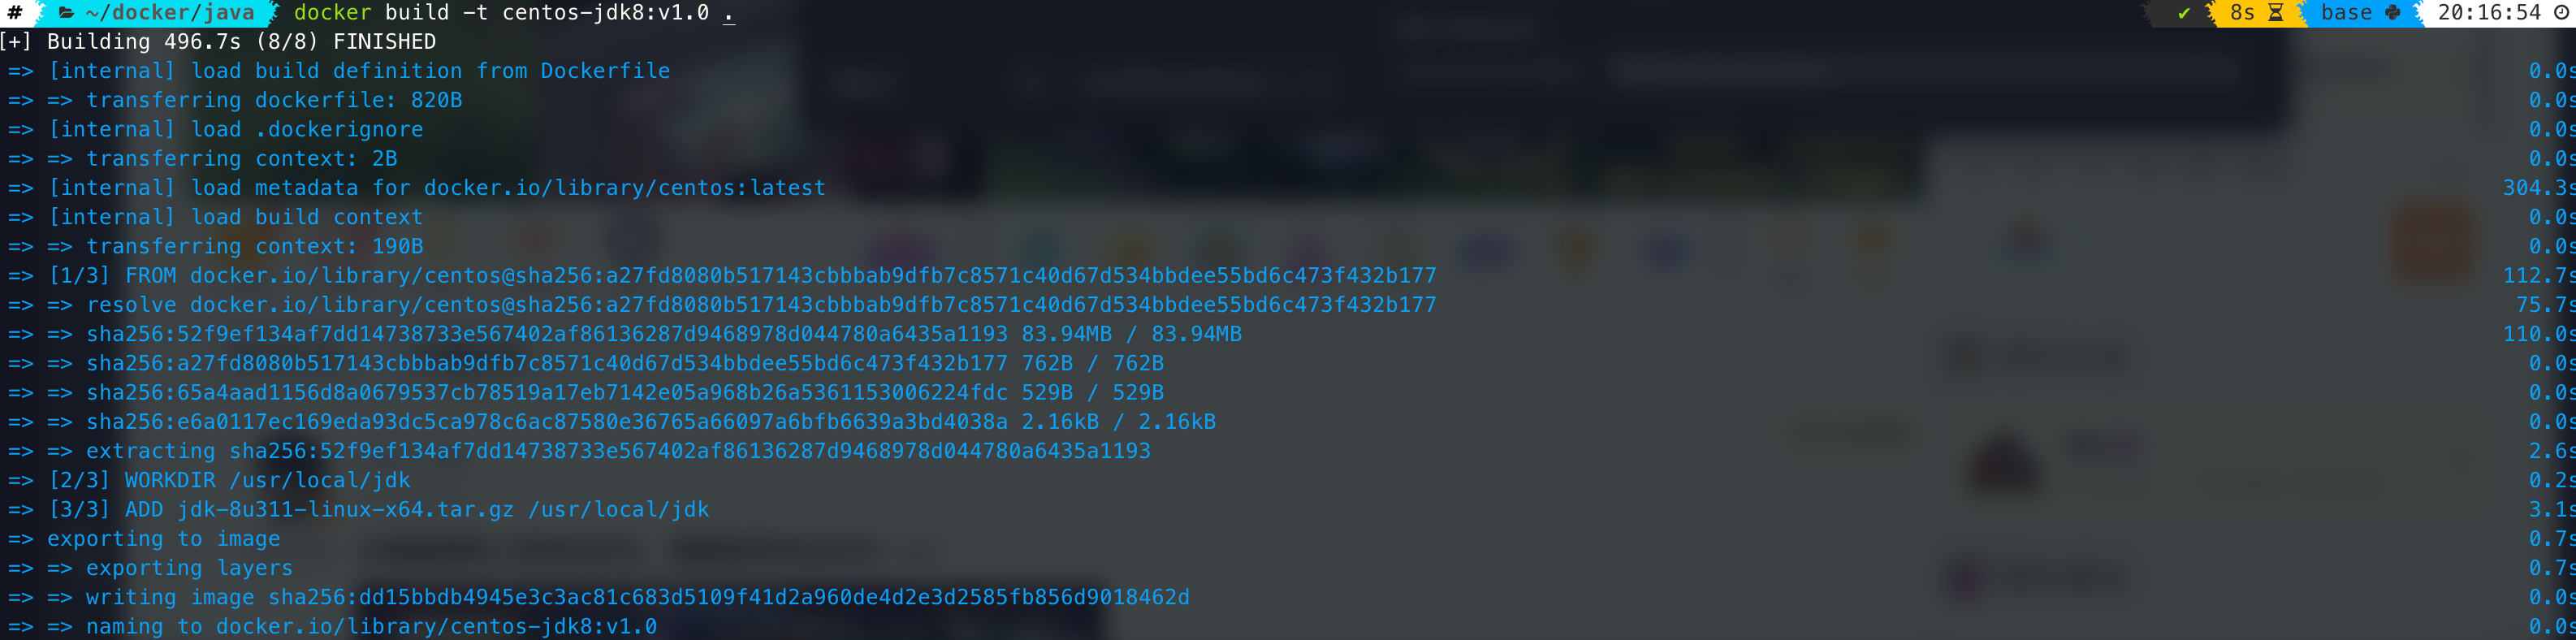 # ~/docker/java docker build -t centos-jdk8:v1.0 . ✔ 8s base 20:16:54
[+] Building 496.7s (8/8) FINISHED
=> [internal] load build definition from Dockerfile 0.0s
=> => transferring dockerfile: 820B 0.0s
=> [internal] load .dockerignore 0.0s
=> => transferring context: 2B 0.0s
=> [internal] load metadata for docker.io/library/centos:latest 304.3s
=> [internal] load build context 0.0s
=> => transferring context: 190B 0.0s
=> [1/3] FROM docker.io/library/centos@sha256:a27fd8080b517143cbbbab9dfb7c8571c40d67d534bbdee55bd6c473f432b177 112.7s
=> => resolve docker.io/library/centos@sha256:a27fd8080b517143cbbbab9dfb7c8571c40d67d534bbdee55bd6c473f432b177 75.7s
=> => sha256:52f9ef134af7dd14738733e567402af86136287d9468978d044780a6435a1193 83.94MB / 83.94MB 110.0s
=> => sha256:a27fd8080b517143cbbbab9dfb7c8571c40d67d534bbdee55bd6c473f432b177 762B / 762B 0.0s
=> => sha256:65a4aad1156d8a0679537cb78519a17eb7142e05a968b26a5361153006224fdc 529B / 529B 0.0s
=> => sha256:e6a0117ec169eda93dc5ca978c6ac87580e36765a66097a6bfb6639a3bd4038a 2.16kB / 2.16kB 0.0s
=> => extracting sha256:52f9ef134af7dd14738733e567402af86136287d9468978d044780a6435a1193 2.6s
=> [2/3] WORKDIR /usr/local/jdk 0.2s
=> [3/3] ADD jdk-8u311-linux-x64.tar.gz /usr/local/jdk 3.1s
=> exporting to image 0.7s
=> => exporting layers 0.7s
=> => writing image sha256:dd15bbdb4945e3c3ac81c683d5109f41d2a960de4d2e3d2585fb856d9018462d 0.0s
=> => naming to docker.io/library/centos-jdk8:v1.0 0.0s